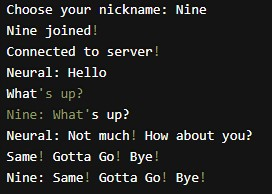 Choose your nickname: Nine
Nine joined!
Connected to server!
Neural: Hello
What's up?
Nine: What's up?
Neural: Not much! How about you?
Same! Gotta Go! Bye!
Nine: Same! Gotta Go! Bye!